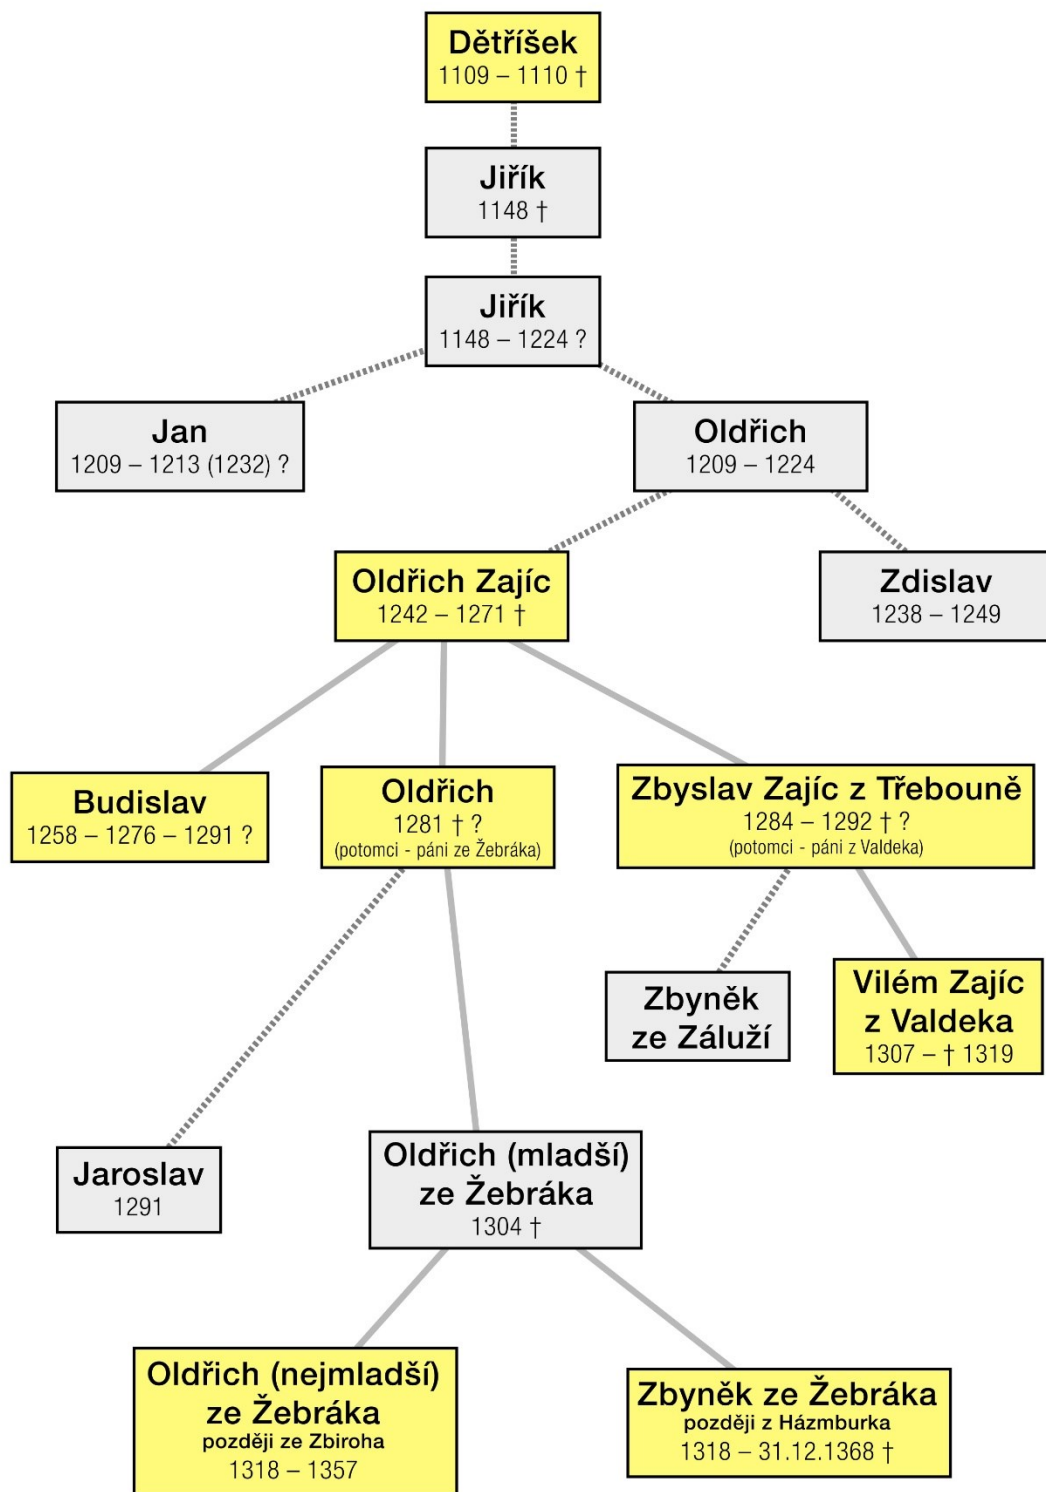 Dětříšek
1109 – 1110 †
Jiřík
1148 †
Jiřík
1148 – 1224 ?
Jan
1209 – 1213 (1232) ?
Oldřich
1209 – 1224
Oldřich Zajíc
1242 – 1271 †
Zdislav
1238 – 1249
Budislav
1258 – 1276 – 1291 ?
Oldřich
1281 † ?
(potomci - páni ze Žebráka)
Zbyslav Zajíc z Třebouně
1284 – 1292 † ?
(potomci - páni z Valdeka)
Zbyněk
ze Záluží
Vilém Zajíc
z Valdeka
1307 – † 1319
Jaroslav
1291
Oldřich (mladší)
ze Žebráka
1304 †
Oldřich (nejmladší)
ze Žebráka
později ze Zbiroha
1318 – 1357
Zbyněk ze Žebráka
později z Házmburka
1318 – 31.12.1368 †